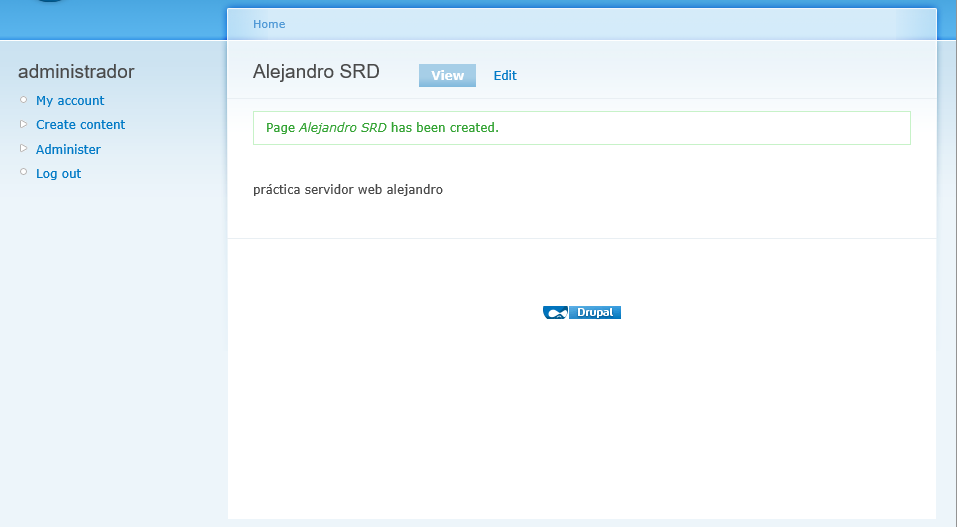 Home
administrador
My account
Create content
Administer
Log out
Alejandro SRD
View
Edit
Page Alejandro SRD has been created.
práctica servidor web alejandro
Drupal